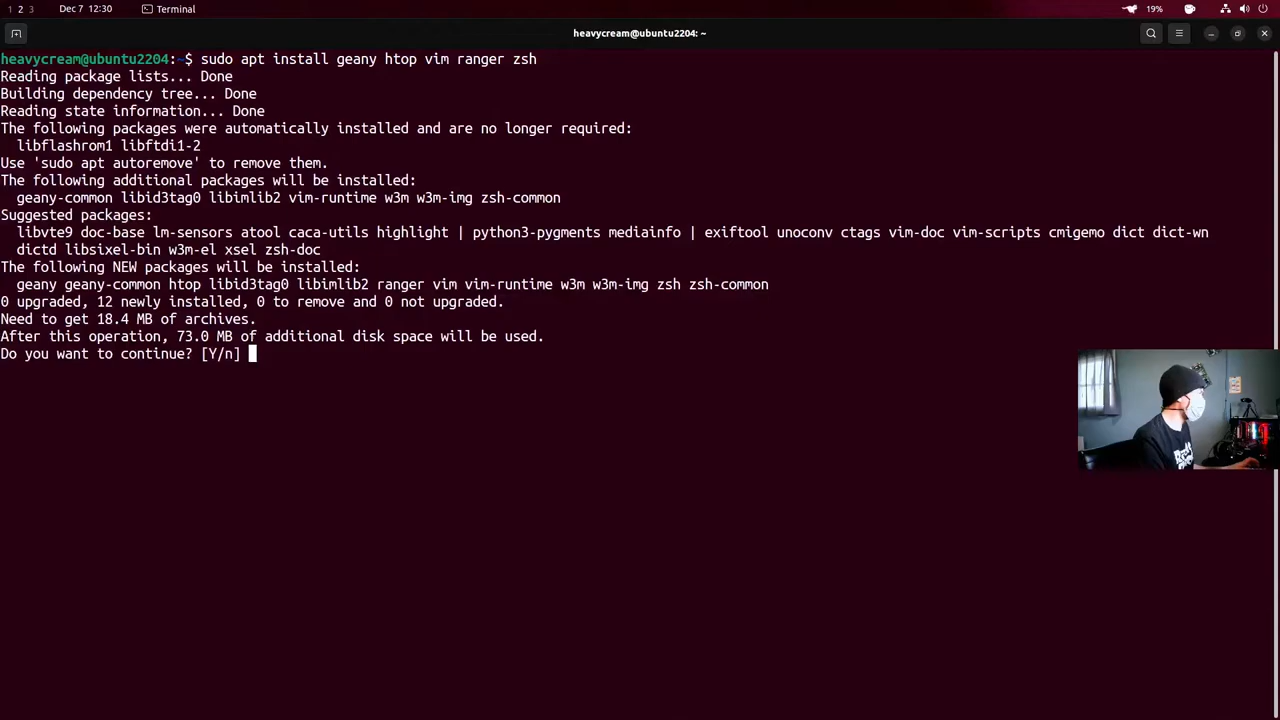 1 2 3 Dec 7 12:30 Terminal 19%
heavycream@ubuntu2204: ~
heavycream@ubuntu2204:~$ sudo apt install geany htop vim ranger zsh
Reading package lists... Done
Building dependency tree... Done
Reading state information... Done
The following packages were automatically installed and are no longer required:
libflashrom1 libftdi1-2
Use 'sudo apt autoremove' to remove them.
The following additional packages will be installed:
geany-common libid3tag0 libimlib2 vim-runtime w3m w3m-img zsh-common
Suggested packages:
libvte9 doc-base lm-sensors atool caca-utils highlight | python3-pygments mediainfo | exiftool unoconv ctags vim-doc vim-scripts cmigemo dict dict-wn
dictd libsixel-bin w3m-el xsel zsh-doc
The following NEW packages will be installed:
geany geany-common htop libid3tag0 libimlib2 ranger vim vim-runtime w3m w3m-img zsh zsh-common
0 upgraded, 12 newly installed, 0 to remove and 0 not upgraded.
Need to get 18.4 MB of archives.
After this operation, 73.0 MB of additional disk space will be used.
Do you want to continue? [Y/n]